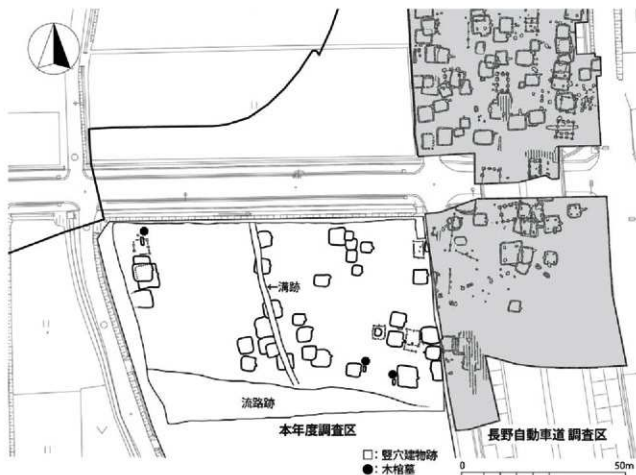 ←溝跡
流路跡
本年度調査区
長野自動車道 調査区
□：竪穴建物跡
●：木棺墓
0 50m